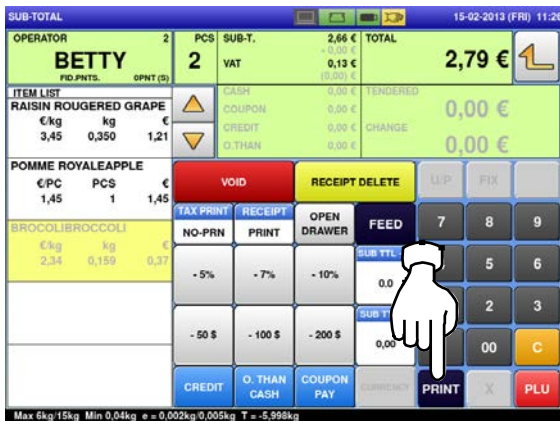 SUB-TOTAL 15-02-2013 (FRI) 11:26
OPERATOR 2
BETTY
FID.PNTS. 0PNT (S)
PCS
2
SUB-T. 2,66 €
- 0,00 €
VAT 0,13 €
(0,00) €
TOTAL
2,79 €
CASH 0,00 €
COUPON 0,00 €
CREDIT 0,00 €
O.THAN 0,00 €
TENDERED
0,00 €
CHANGE
0,00 €
ITEM LIST
RAISIN ROUGERED GRAPE
€/kg kg €
3,45 0,350 1,21
POMME ROYALEAPPLE
€/PC PCS €
1,45 1 1,45
BROCOLIBROCCOLI
€/kg kg €
2,34 0,159 0,37
VOID RECEIPT DELETE U/P FIX
TAX PRINT
NO-PRN
RECEIPT
PRINT
OPEN
DRAWER
FEED 7 8 9
- 5% - 7% - 10%
SUB TTL -
0.0
5 6
- 50 $ - 100 $ - 200 $
0,00
2 3
00 C
CREDIT
O. THAN
CASH
COUPON
PAY
CURRENCY PRINT X PLU
Max 6kg/15kg Min 0,04kg e = 0,002kg/0,005kg T = -5,998kg